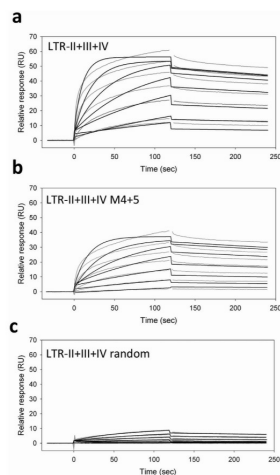 a
LTR-II+III+IV
Relative response (RU)
70
60
50
40
30
20
10
0
0 50 100 150 200 250
Time (sec)
b
LTR-II+III+IV M4+5
Relative response (RU)
70
60
50
40
30
20
10
0
0 50 100 150 200 250
Time (sec)
c
LTR-II+III+IV random
Relative response (RU)
70
60
50
40
30
20
10
0
0 50 100 150 200 250
Time (sec)